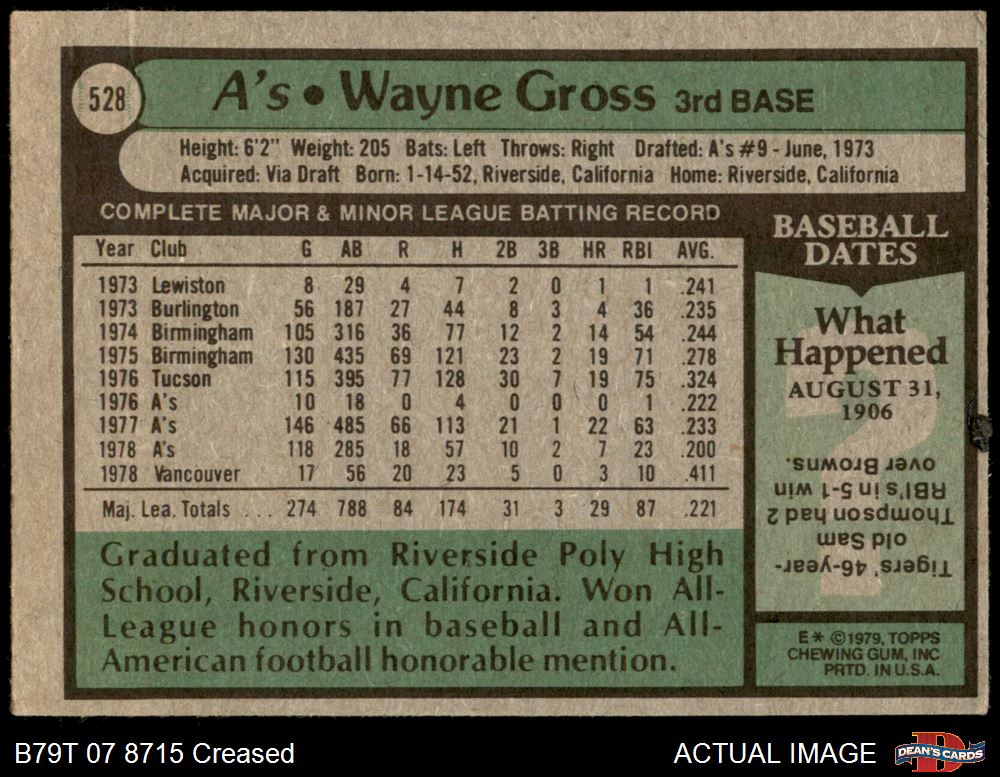 528
A's • Wayne Gross 3rd BASE
Height: 6'2" Weight: 205 Bats: Left Throws: Right Drafted: A's #9 - June, 1973
Acquired: Via Draft Born: 1-14-52, Riverside, California Home: Riverside, California
COMPLETE MAJOR & MINOR LEAGUE BATTING RECORD
Year Club G AB R H 2B 3B HR RBI AVG.
1973 Lewiston 8 29 4 7 2 0 1 1 .241
1973 Burlington 56 187 27 44 8 3 4 36 .235
1974 Birmingham 105 316 36 77 12 2 14 54 .244
1975 Birmingham 130 435 69 121 23 2 19 71 .278
1976 Tucson 115 395 77 128 30 7 19 75 .324
1976 A's 10 18 0 4 0 0 0 1 .222
1977 A's 146 485 66 113 21 1 22 63 .233
1978 A's 118 285 18 57 10 2 7 23 .200
1978 Vancouver 17 56 20 23 5 0 3 10 .411
Maj. Lea. Totals ... 274 788 84 174 31 3 29 87 .221
Graduated from Riverside Poly High
School, Riverside, California. Won All-
League honors in baseball and All-
American football honorable mention.
BASEBALL
DATES
What
Happened
AUGUST 31,
1906
Tigers' 46-year-
old Sam
Thompson had 2
RBI's in 5-1 win
over Browns.
E* ©1979, TOPPS
CHEWING GUM, INC
PRTD. IN U.S.A.
B79T 07 8715 Creased
ACTUAL IMAGE
DEAN'S CARDS